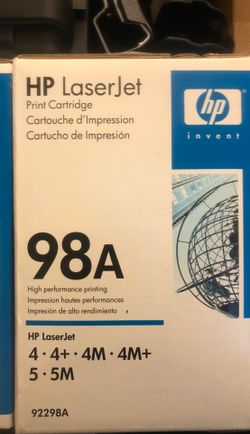 HP LaserJet
Print Cartridge
Cartouche d'Impression
Cartucho de Impresión
hp
invent
98A
High performance printing
Impression hautes performances
Impresión de alto rendimiento
HP LaserJet
4 • 4+ • 4M • 4M+
5 • 5M
92298A